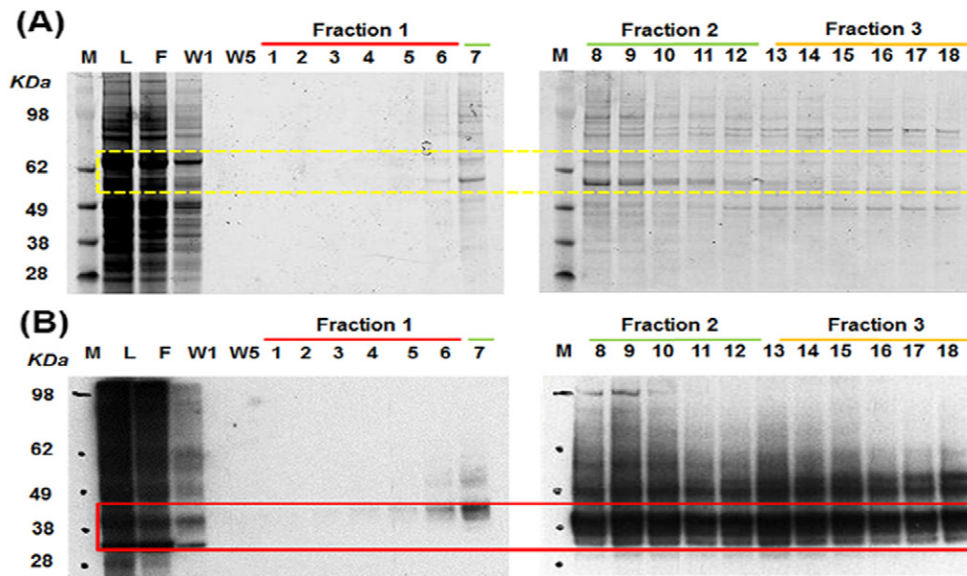 (A)
Fraction 1
Fraction 2
Fraction 3
KDa M L F W1 W5 1 2 3 4 5 6 7 M 8 9 10 11 12 13 14 15 16 17 18
98
62
49
38
28
(B)
Fraction 1
Fraction 2
Fraction 3
KDa M L F W1 W5 1 2 3 4 5 6 7 M 8 9 10 11 12 13 14 15 16 17 18
98
62
49
38
28